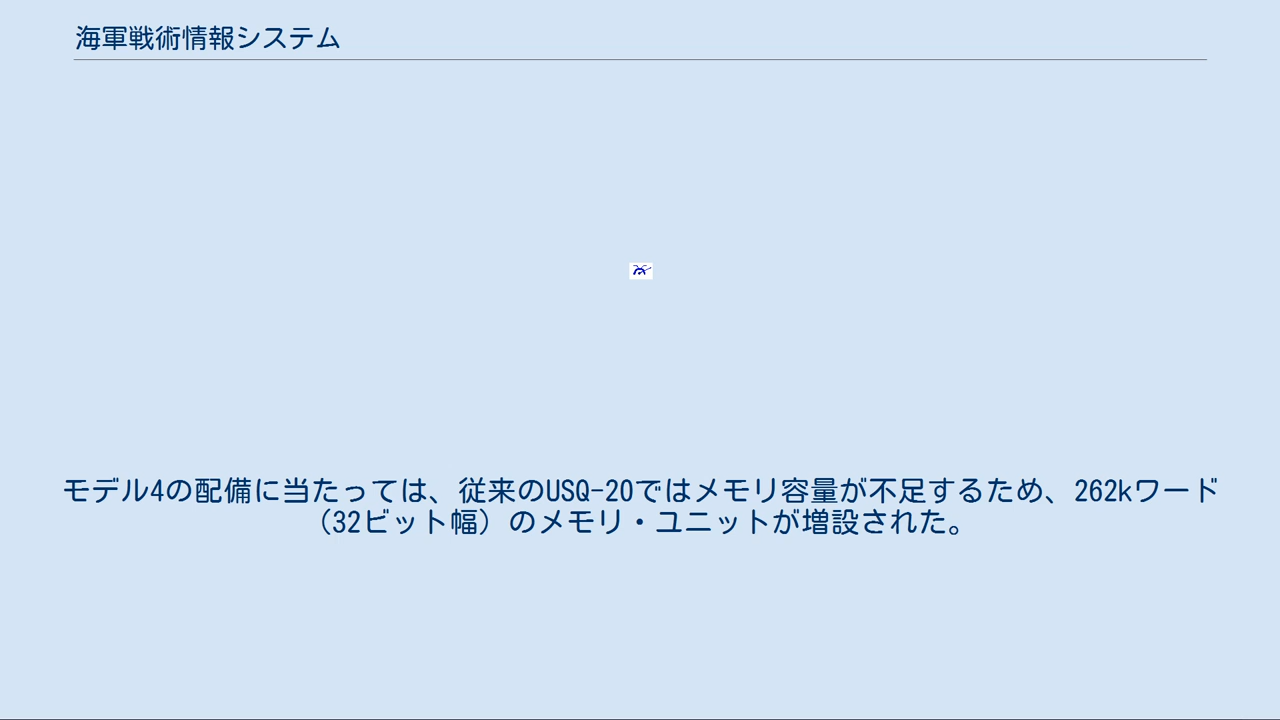 海軍戦術情報システム
モデル4の配備に当たっては、従来のUSQ-20ではメモリ容量が不足するため、262kワード
（32ビット幅）のメモリ・ユニットが増設された。